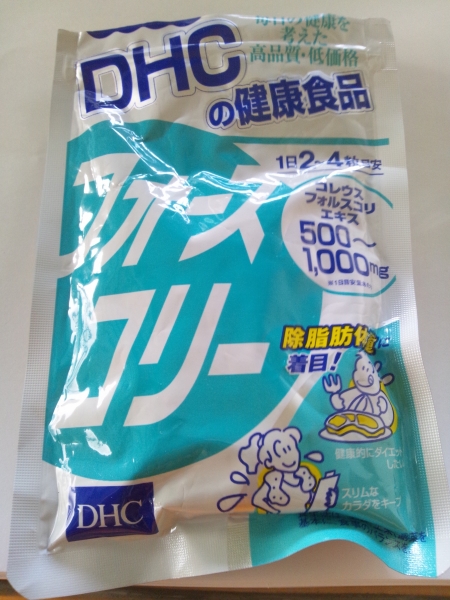 毎日の健康を
考えた
高品質・低価格
DHC
の健康食品
1日2~4粒目安
コレウス
フォルスコリ
エキス
500~
1,000mg
フォース
コリー
除脂肪体重に
着目!
健康的にダイエット
スリムな
カラダをキープ
DHC